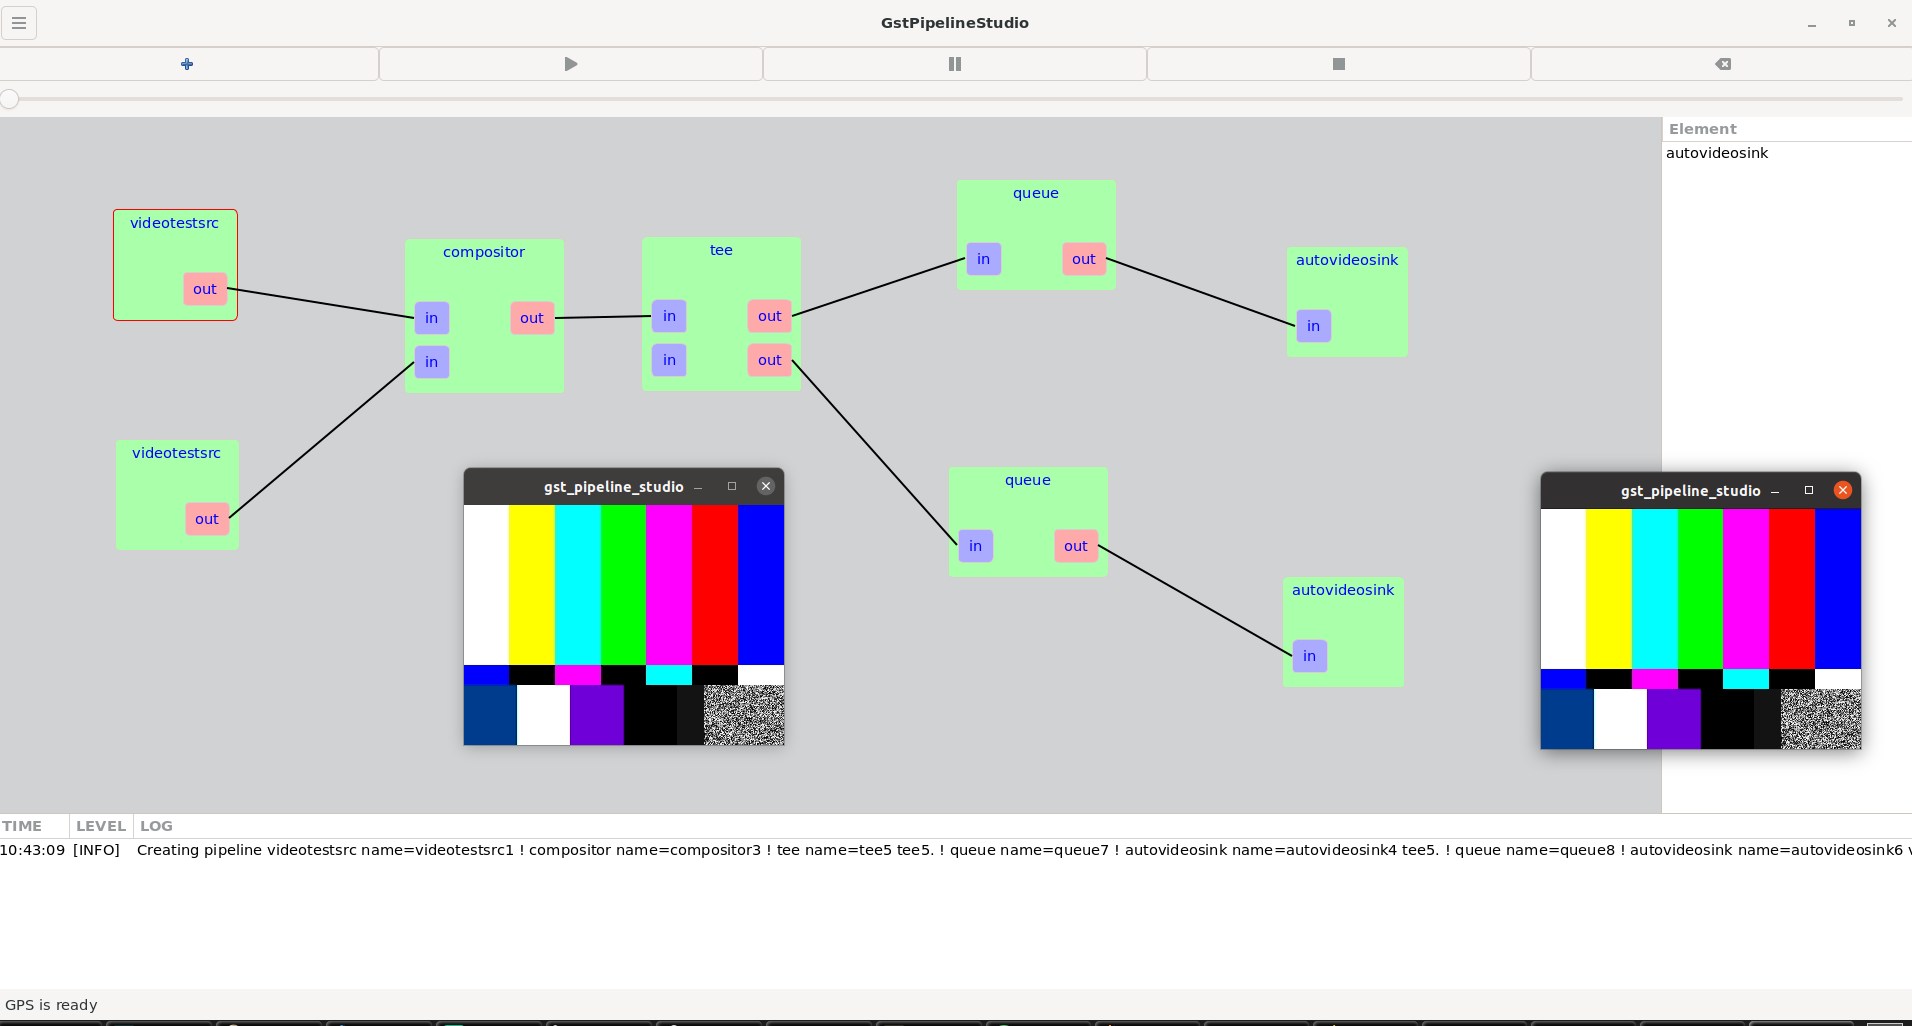 GstPipelineStudio
Element
autovideosink
videotestsrc
out
compositor
in
out
in
tee
in
out
in
out
queue
in
out
autovideosink
in
videotestsrc
out
gst_pipeline_studio
queue
in
out
autovideosink
in
gst_pipeline_studio
TIME LEVEL LOG
10:43:09 [INFO] Creating pipeline videotestsrc name=videotestsrc1 ! compositor name=compositor3 ! tee name=tee5 tee5. ! queue name=queue7 ! autovideosink name=autovideosink4 tee5. ! queue name=queue8 ! autovideosink name=autovideosink6
GPS is ready